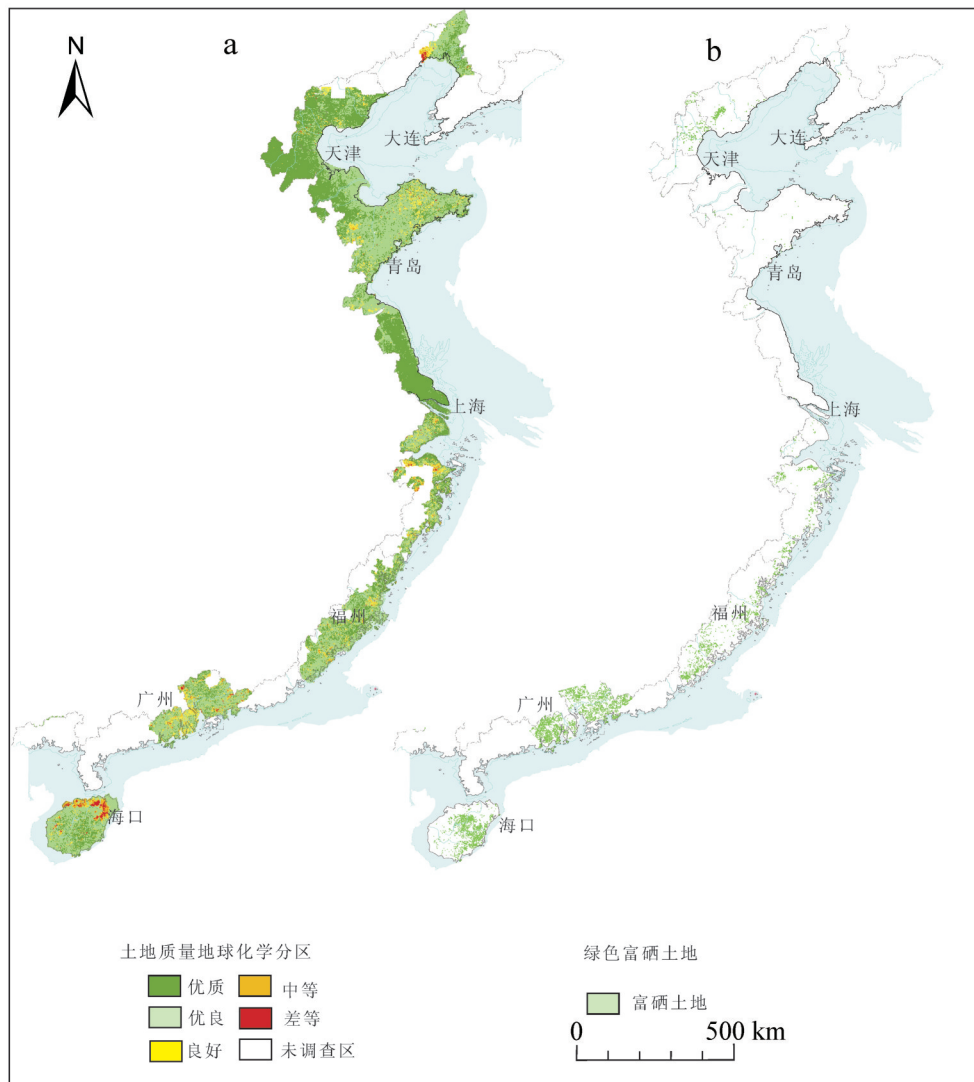 N
a
b
大连
天津
青岛
上海
福州
广州
海口
大连
天津
青岛
上海
福州
广州
海口
土地质量地球化学分区
优质
中等
优良
差等
良好
未调查区
绿色富硒土地
富硒土地
0 500 km